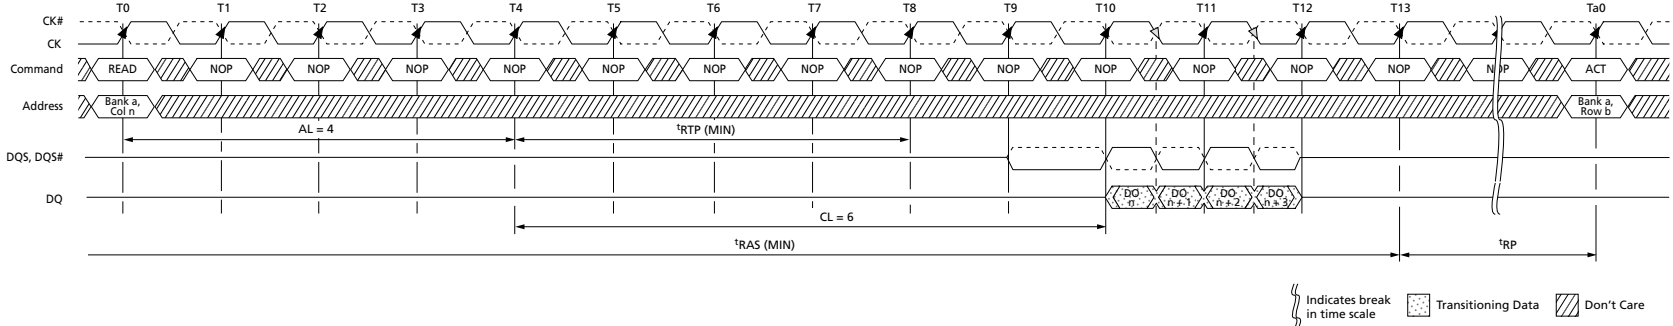 T0 T1 T2 T3 T4 T5 T6 T7 T8 T9 T10 T11 T12 T13 Ta0
CK#
CK
Command READ NOP NOP NOP NOP NOP NOP NOP NOP NOP NOP NOP NOP NOP NOP ACT
Address Bank a, Bank a,
Col n Row b
AL = 4 tRTP (MIN)
DQS, DQS#
DQ DO DO DO DO
n n + 1 n + 2 n + 3
CL = 6
tRAS (MIN) tRP
Indicates break
in time scale
Transitioning Data
Don't Care